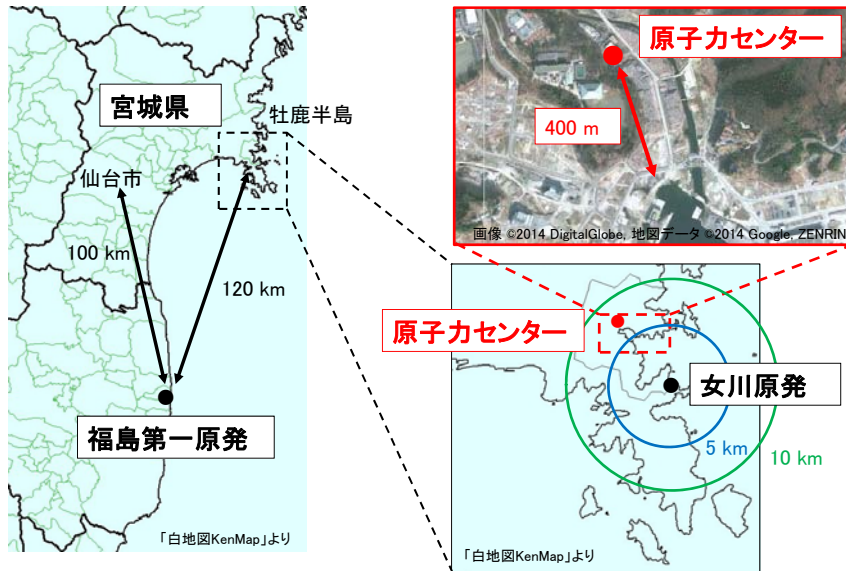 宮城県
牡鹿半島
仙台市
100 km
120 km
福島第一原発
「白地図KenMap」より
原子力センター
400 m
画像 ©2014 DigitalGlobe, 地図データ ©2014 Google, ZENRIN
原子力センター
女川原発
5 km
10 km
「白地図KenMap」より